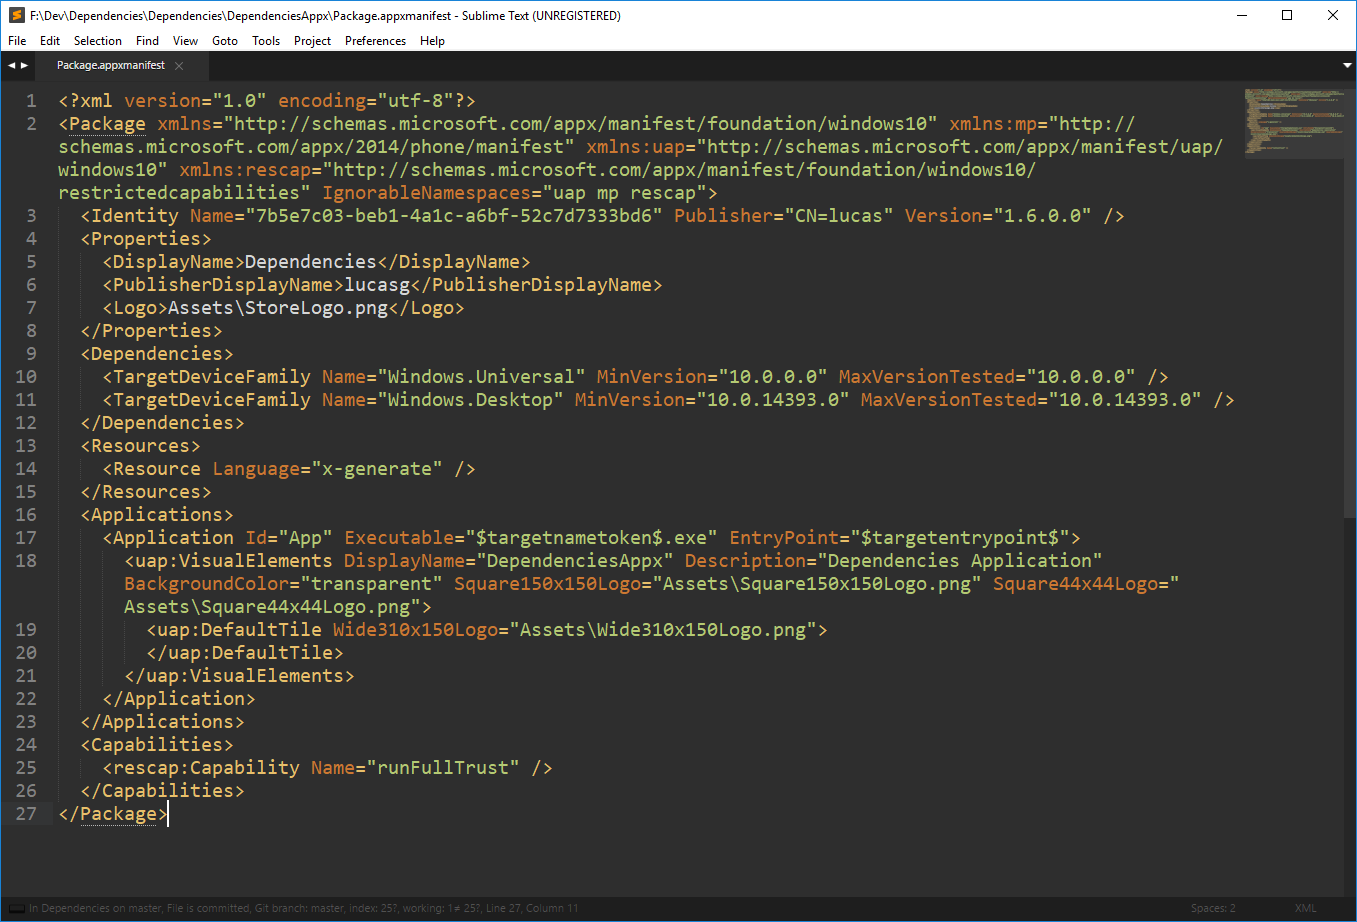 F:\Dev\Dependencies\Dependencies\DependenciesAppx\Package.appxmanifest - Sublime Text (UNREGISTERED)
File Edit Selection Find View Goto Tools Project Preferences Help
Package.appxmanifest
1 <?xml version="1.0" encoding="utf-8"?>
2 <Package xmlns="http://schemas.microsoft.com/appx/manifest/foundation/windows10" xmlns:mp="http://
schemas.microsoft.com/appx/2014/phone/manifest" xmlns:uap="http://schemas.microsoft.com/appx/manifest/uap/
windows10" xmlns:rescap="http://schemas.microsoft.com/appx/manifest/foundation/windows10/
restrictedcapabilities" IgnorableNamespaces="uap mp rescap">
3 <Identity Name="7b5e7c03-beb1-4a1c-a6bf-52c7d7333bd6" Publisher="CN=lucas" Version="1.6.0.0" />
4 <Properties>
5 <DisplayName>Dependencies</DisplayName>
6 <PublisherDisplayName>lucasg</PublisherDisplayName>
7 <Logo>Assets\StoreLogo.png</Logo>
8 </Properties>
9 <Dependencies>
10 <TargetDeviceFamily Name="Windows.Universal" MinVersion="10.0.0.0" MaxVersionTested="10.0.0.0" />
11 <TargetDeviceFamily Name="Windows.Desktop" MinVersion="10.0.14393.0" MaxVersionTested="10.0.14393.0" />
12 </Dependencies>
13 <Resources>
14 <Resource Language="x-generate" />
15 </Resources>
16 <Applications>
17 <Application Id="App" Executable="$targetnametoken$.exe" EntryPoint="$targetentrypoint$">
18 <uap:VisualElements DisplayName="DependenciesAppx" Description="Dependencies Application"
BackgroundColor="transparent" Square150x150Logo="Assets\Square150x150Logo.png" Square44x44Logo="
Assets\Square44x44Logo.png">
19 <uap:DefaultTile Wide310x150Logo="Assets\Wide310x150Logo.png">
20 </uap:DefaultTile>
21 </uap:VisualElements>
22 </Application>
23 </Applications>
24 <Capabilities>
25 <rescap:Capability Name="runFullTrust" />
26 </Capabilities>
27 </Package>
In Dependencies on master, File is committed, Git branch: master, index: 25?, working: 1≠ 25?, Line 27, Column 11
Spaces: 2 XML